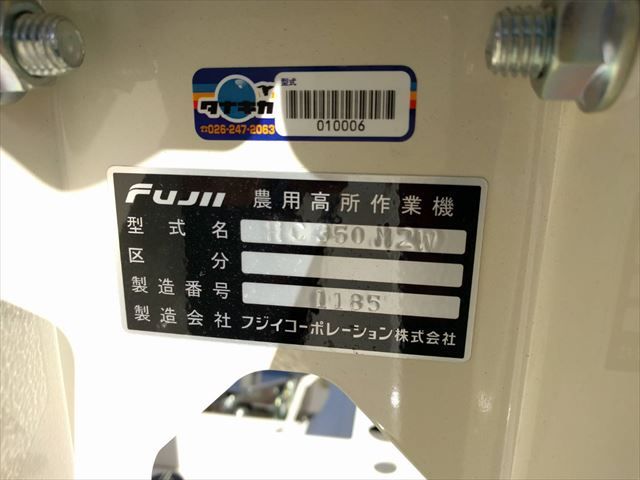 型式
タナキカ
☎026-247-2063
010006
FUJII 農用高所作業機
型式名 HC350NZW
区分
製造番号 1185
製造会社 フジイコーポレーション株式会社